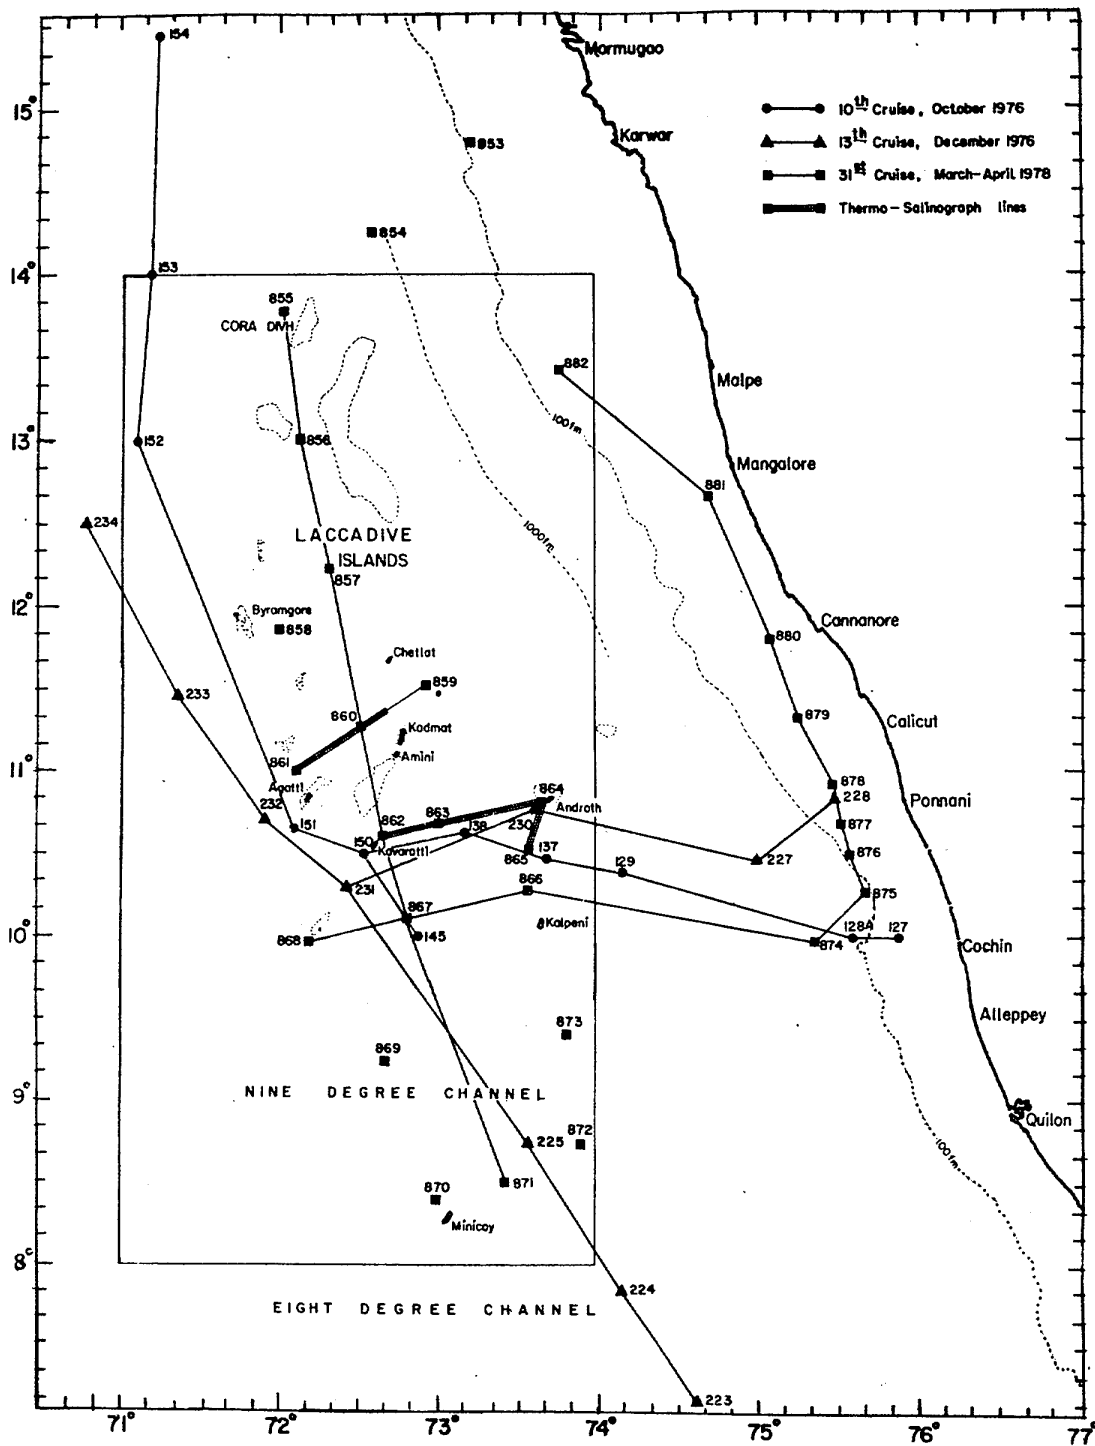 154
Mormugao
10th Cruise, October 1976
15°
Karwar
13th Cruise, December 1976
853
31st Cruise, March-April 1978
Thermo-Salinograph lines
854
14°
153
855
CORA DIVH
882
Malpe
100fm
13°
152
856
Mangalore
881
234
LACCADIVE
ISLANDS
1000fm
857
12°
Byramgore
858
Cannanore
880
Chetlat
233
859
860
879
Calicut
Kadmat
Amini
861
11°
878
Agatti
864
228
Ponnani
232
Androth
151
862
863
138
230
877
150
Kavaratti
137
876
865
129
227
231
866
875
867
Kalpeni
128A
127
10°
868
145
874
Cochin
Alleppey
873
869
9°
NINE DEGREE CHANNEL
Quilon
872
225
100fm
871
870
Minicoy
8°
224
EIGHT DEGREE CHANNEL
223
71°
72°
73°
74°
75°
76°
77°